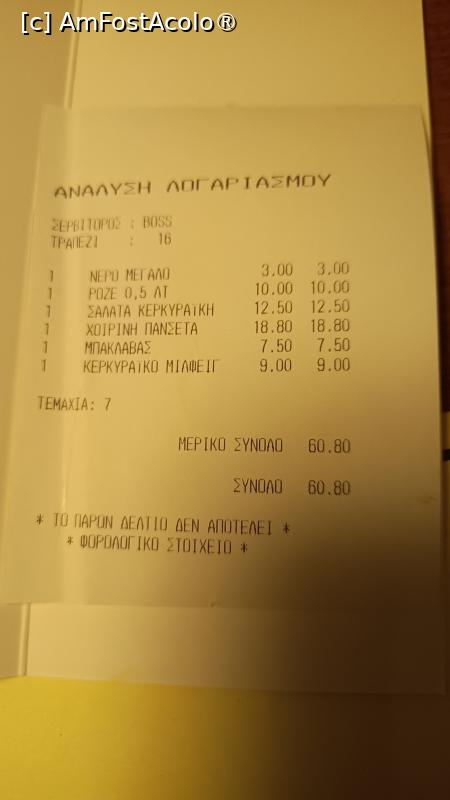 [c] AmFostAcolo®
ΑΝΑΛΥΣΗ ΛΟΓΑΡΙΑΣΜΟΥ
ΣΕΡΒΙΤΟΡΟΣ : BOSS
ΤΡΑΠΕΖΙ : 16
1 ΝΕΡΟ ΜΕΓΑΛΟ 3.00 3.00
1 ΡΟΖΕ 0,5 ΛΤ 10.00 10.00
1 ΣΑΛΑΤΑ ΚΕΡΚΥΡΑΪΚΗ 12.50 12.50
1 ΧΟΙΡΙΝΗ ΠΑΝΣΕΤΑ 18.80 18.80
1 ΜΠΑΚΛΑΒΑΣ 7.50 7.50
1 ΚΕΡΚΥΡΑΪΚΟ ΜΙΛΦΕΙΓ 9.00 9.00
ΤΕΜΑΧΙΑ: 7
ΜΕΡΙΚΟ ΣΥΝΟΛΟ 60.80
ΣΥΝΟΛΟ 60.80
* ΤΟ ΠΑΡΟΝ ΔΕΛΤΙΟ ΔΕΝ ΑΠΟΤΕΛΕΙ *
* ΦΟΡΟΛΟΓΙΚΟ ΣΤΟΙΧΕΙΟ *